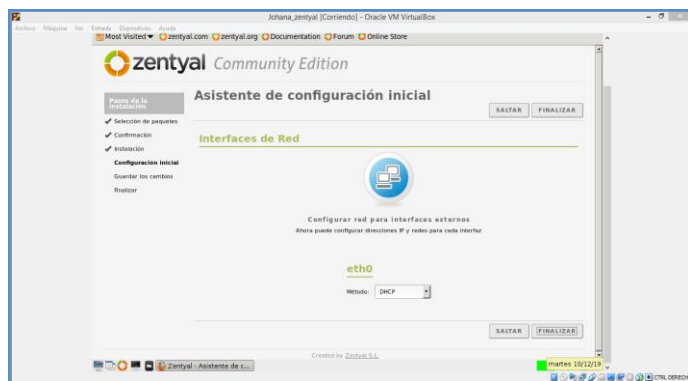 Johana_zentyal [Corriendo] - Oracle VM VirtualBox
Archivo Máquina Ver Entrada Dispositivos Ayuda
Most Visited zentyal.com zentyal.org Documentation Forum Online Store
zentyal Community Edition
Pasos de la instalación
Asistente de configuración inicial
SALTAR FINALIZAR
Selección de paquetes
Confirmación
Instalación
Configuración inicial
Guardar los cambios
Finalizar
Interfaces de Red
Configurar red para interfaces externos
Ahora puede configurar direcciones IP y redes para cada interfaz
eth0
Método: DHCP
SALTAR FINALIZAR
Created by Zentyal S.L.
Zentyal - Asistente de c...
martes 10/12/19
CTRL DERECHA